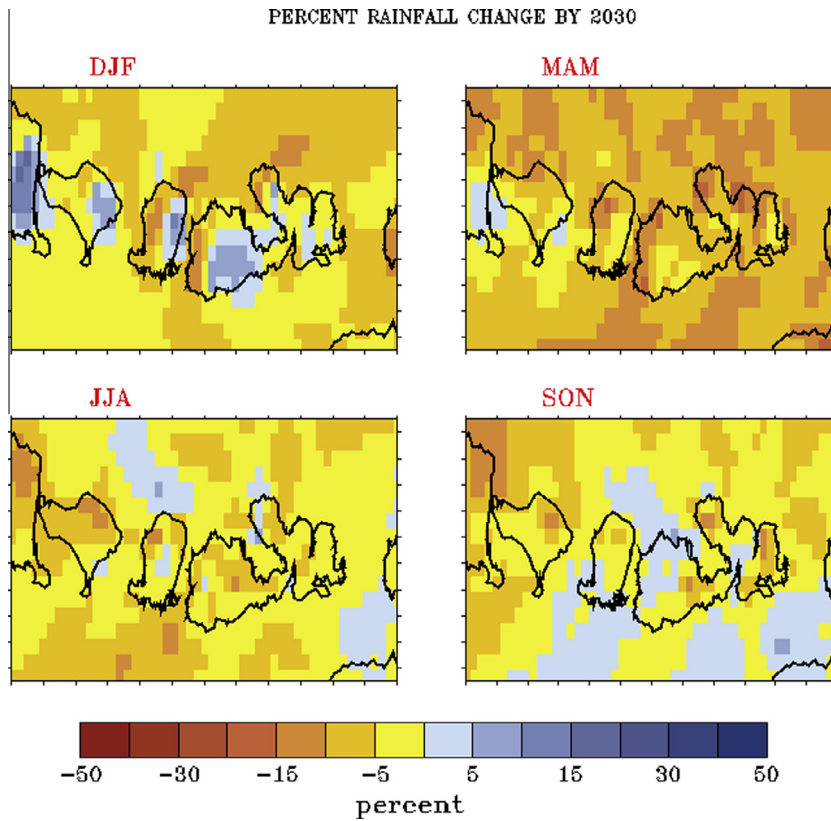 PERCENT RAINFALL CHANGE BY 2030
DJF MAM
JJA SON
-50 -30 -15 -5 5 15 30 50
percent